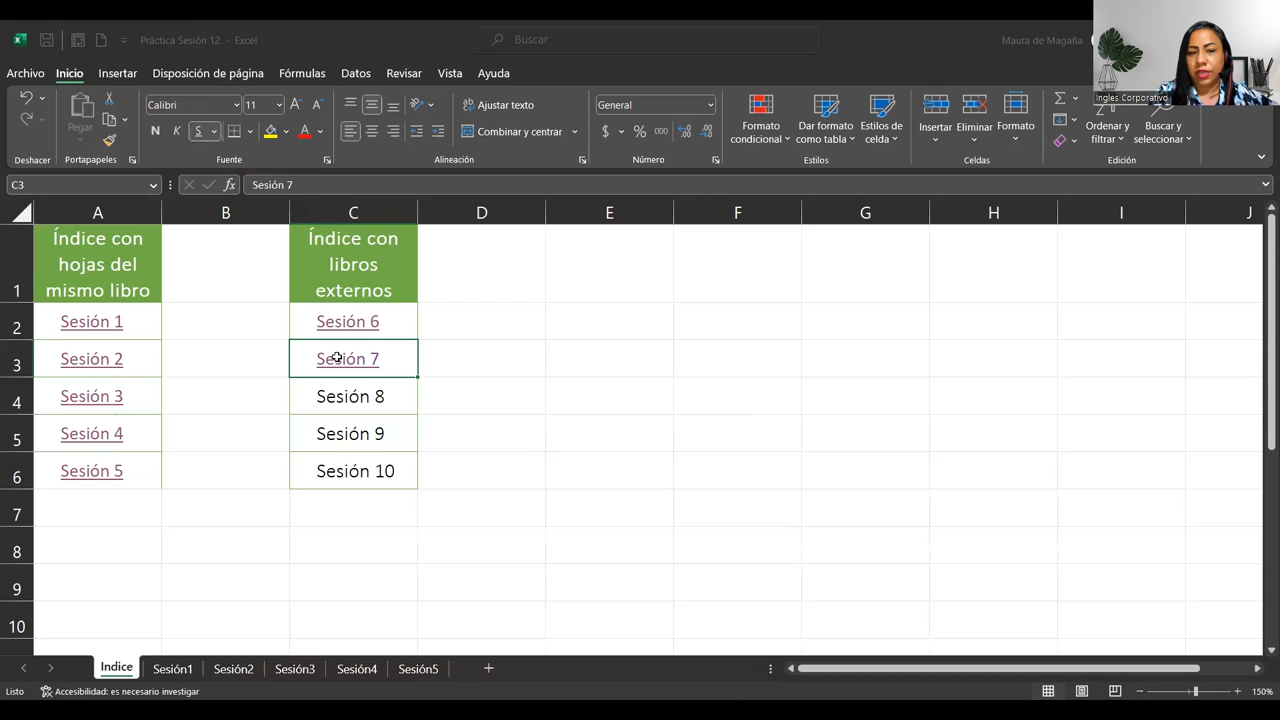 Práctica Sesión 12 - Excel
Buscar
Maura de Magaña
Ingles Corporativo
Archivo Inicio Insertar Disposición de página Fórmulas Datos Revisar Vista Ayuda
Calibri 11 Ajustar texto General
Pegar
N K S Combinar y centrar $ % 000
Formato condicional
Dar formato como tabla
Estilos de celda
Insertar Eliminar Formato
Ordenar y filtrar
Buscar y seleccionar
Deshacer Portapapeles Fuente Alineación Número Estilos Celdas Edición
C3 fx Sesión 7
A B C D E F G H I J
1 Índice con hojas del mismo libro Índice con libros externos
2 Sesión 1 Sesión 6
3 Sesión 2 Sesión 7
4 Sesión 3 Sesión 8
5 Sesión 4 Sesión 9
6 Sesión 5 Sesión 10
7
8
9
10
Indice Sesión1 Sesión2 Sesión3 Sesión4 Sesión5
Listo Accesibilidad: es necesario investigar 150%